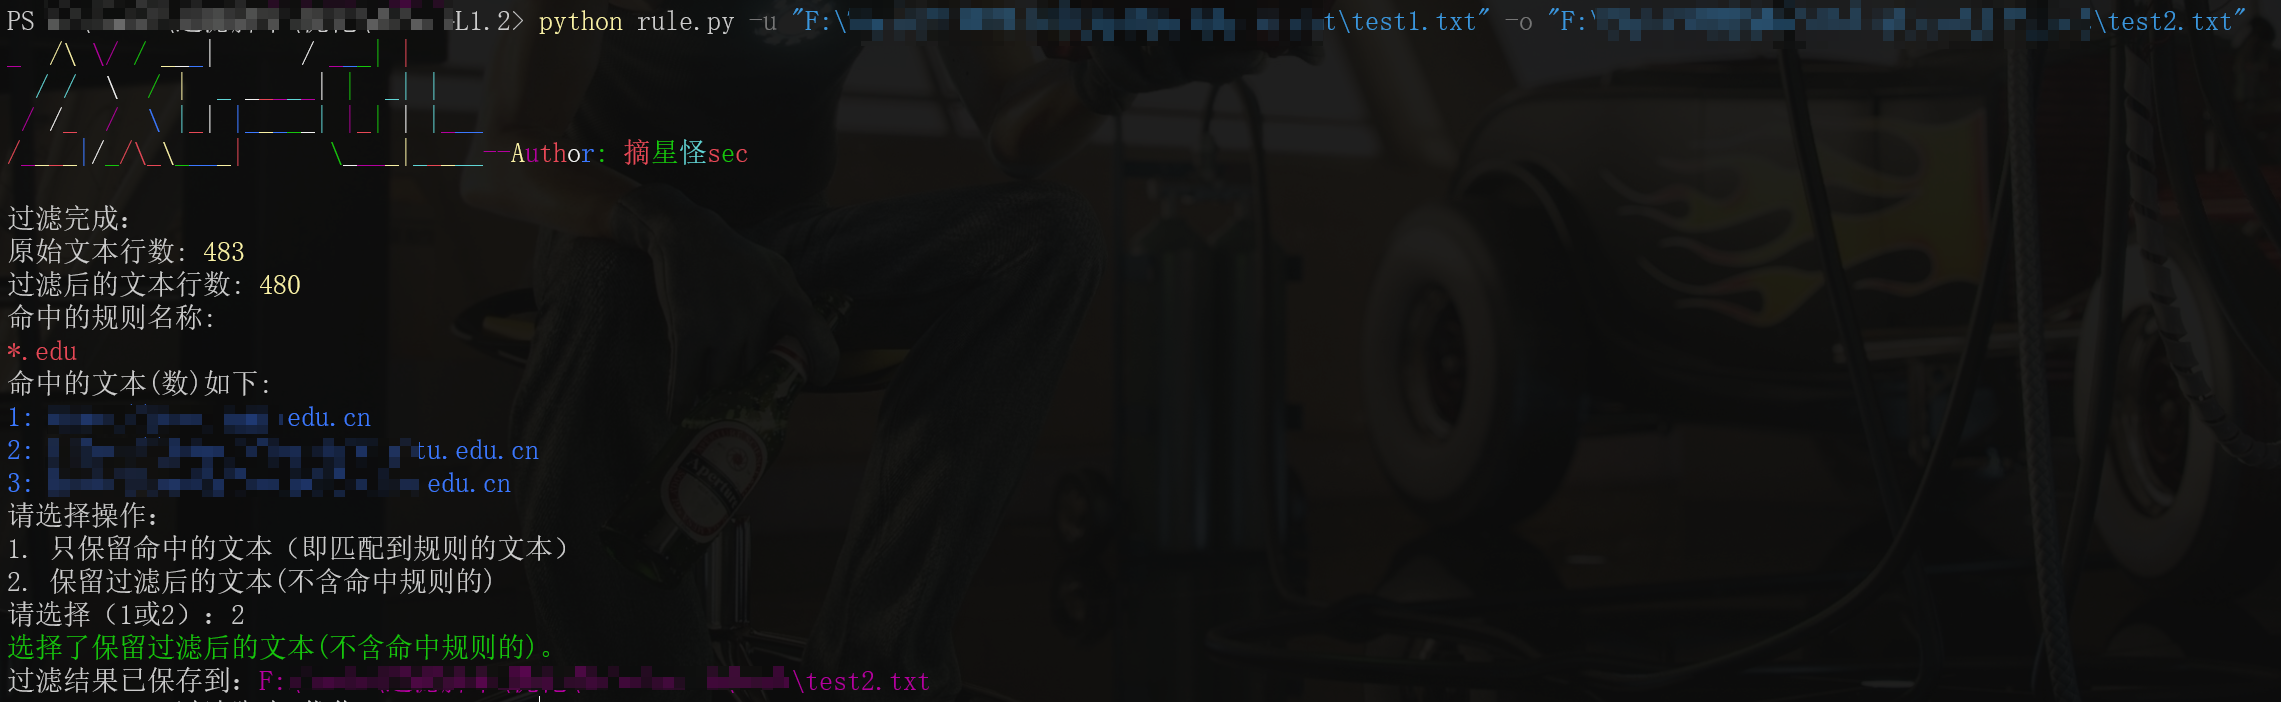 PS L1.2> python rule.py -u "F:\ t\test1.txt" -o "F:\ \test2.txt"
--Author: 摘星怪sec
过滤完成：
原始文本行数: 483
过滤后的文本行数: 480
命中的规则名称:
*.edu
命中的文本(数)如下:
1: edu.cn
2: tu.edu.cn
3: edu.cn
请选择操作：
1. 只保留命中的文本（即匹配到规则的文本）
2. 保留过滤后的文本(不含命中规则的)
请选择（1或2）：2
选择了保留过滤后的文本(不含命中规则的)。
过滤结果已保存到：F:\ \test2.txt